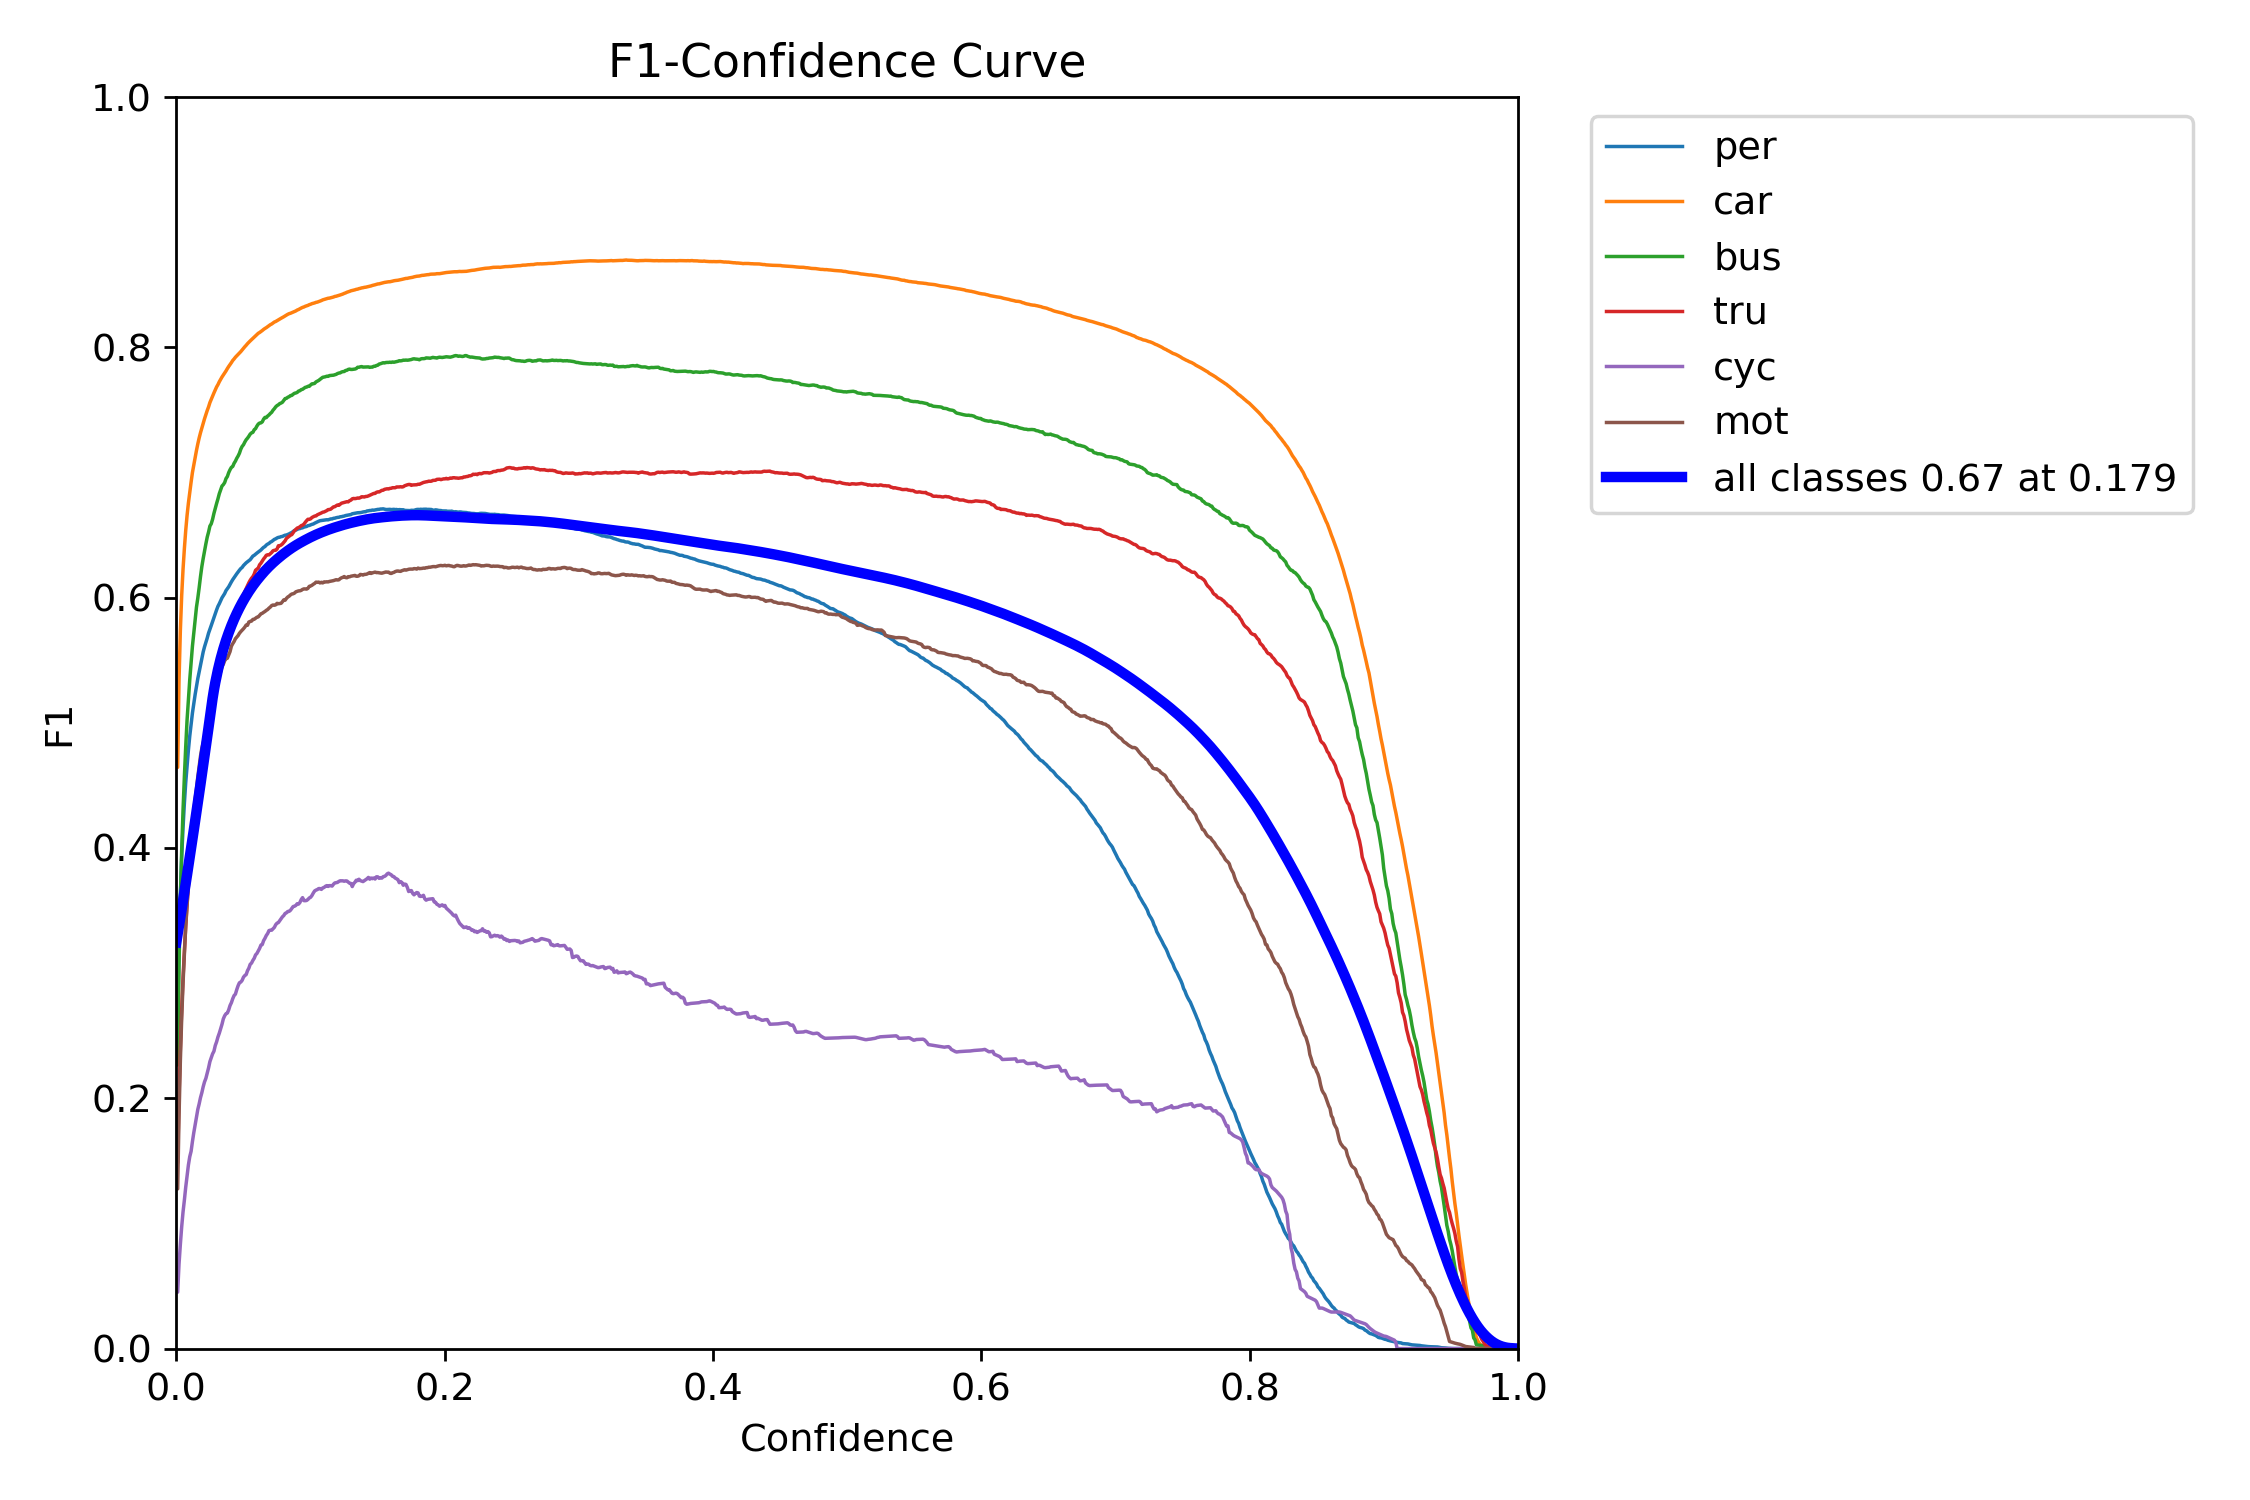 F1-Confidence Curve
1.0
0.8
0.6
0.4
0.2
0.0
F1
0.0 0.2 0.4 0.6 0.8 1.0
Confidence
per
car
bus
tru
cyc
mot
all classes 0.67 at 0.179